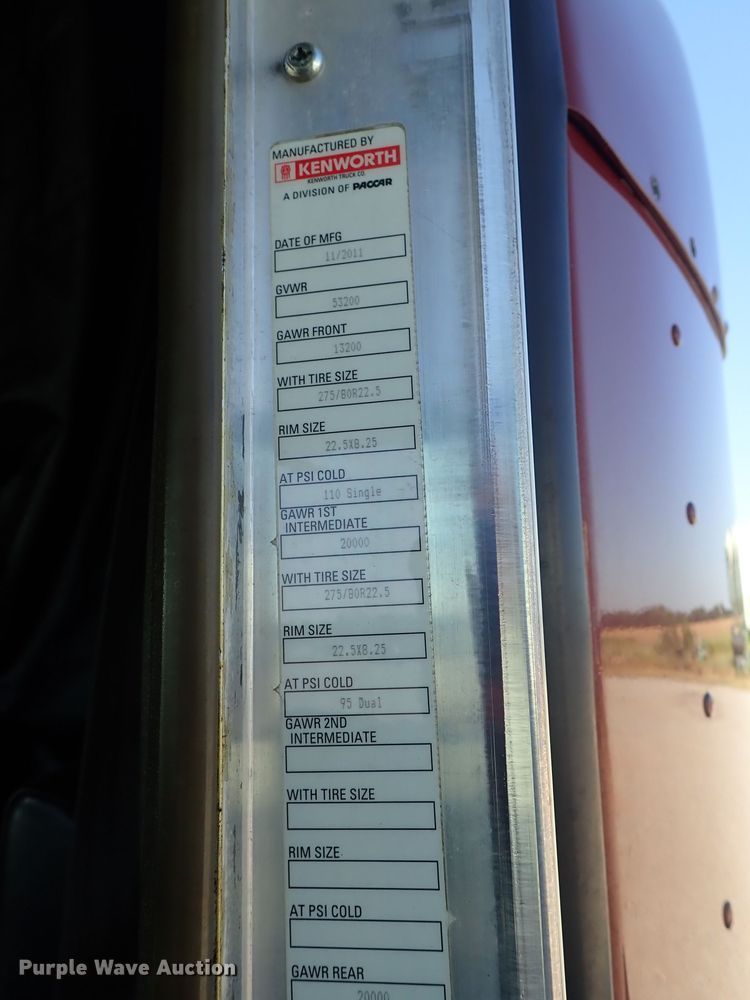 MANUFACTURED BY
KENWORTH
KENWORTH TRUCK CO.
A DIVISION OF PACCAR
DATE OF MFG
11/2011
GVWR
53200
GAWR FRONT
13200
WITH TIRE SIZE
275/80R22.5
RIM SIZE
22.5X8.25
AT PSI COLD
110 Single
GAWR 1ST
INTERMEDIATE
20000
WITH TIRE SIZE
275/80R22.5
RIM SIZE
22.5X8.25
AT PSI COLD
95 Dual
GAWR 2ND
INTERMEDIATE
WITH TIRE SIZE
RIM SIZE
AT PSI COLD
GAWR REAR
20000
Purple Wave Auction